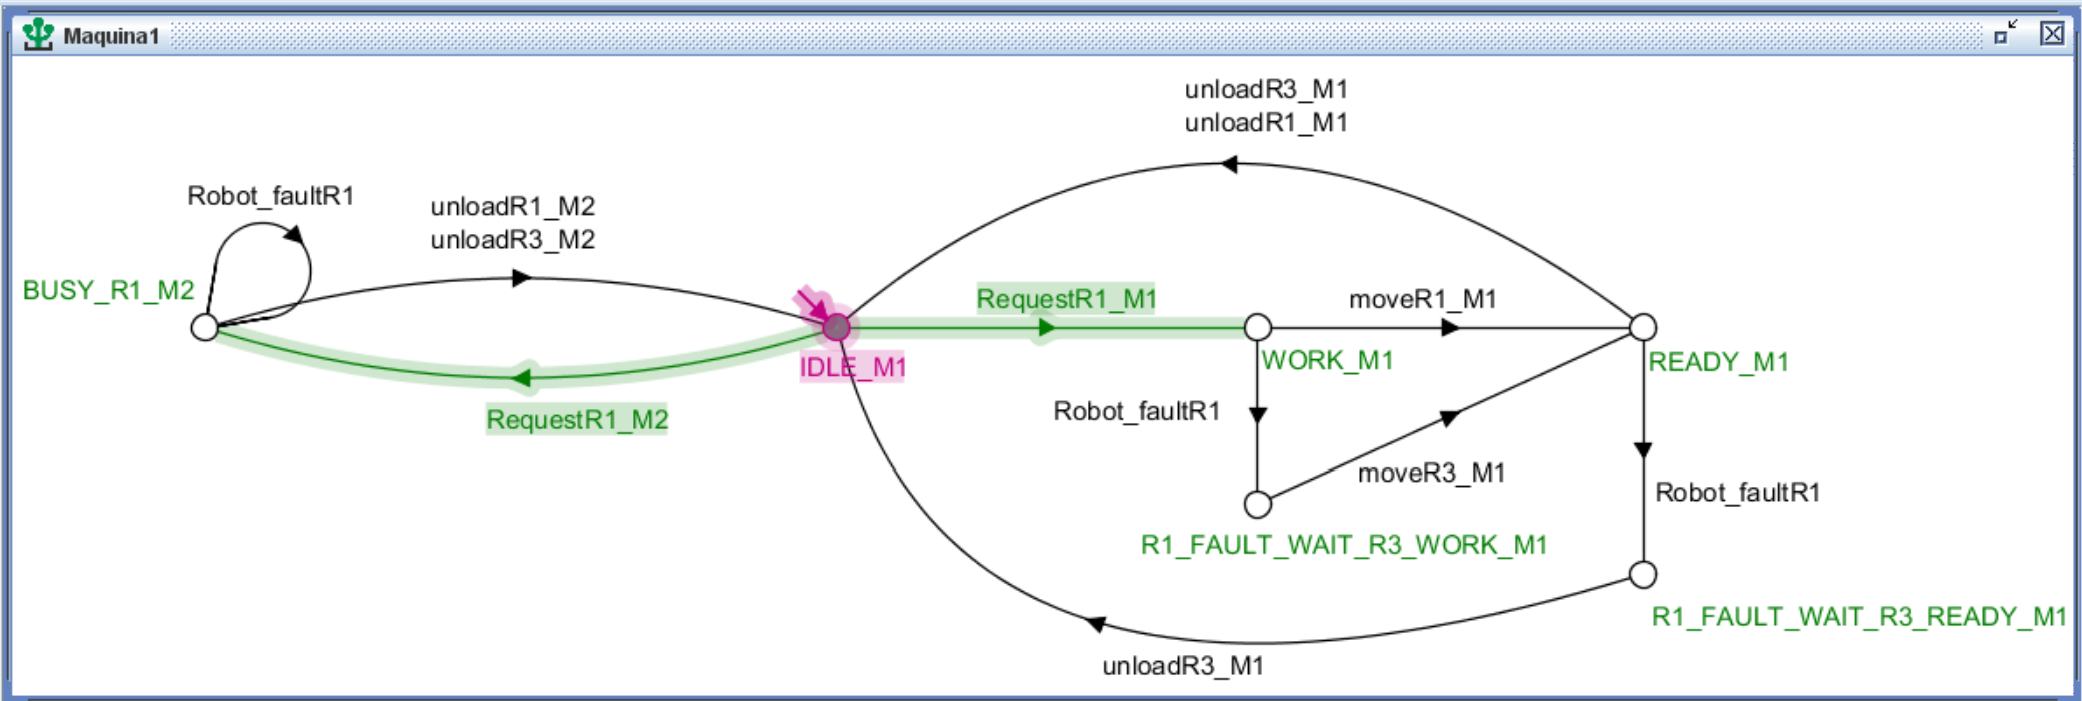 Maquina1
unloadR3_M1
unloadR1_M1
Robot_faultR1
unloadR1_M2
unloadR3_M2
BUSY_R1_M2
RequestR1_M1
moveR1_M1
IDLE_M1
WORK_M1
READY_M1
RequestR1_M2
Robot_faultR1
moveR3_M1
Robot_faultR1
R1_FAULT_WAIT_R3_WORK_M1
R1_FAULT_WAIT_R3_READY_M1
unloadR3_M1